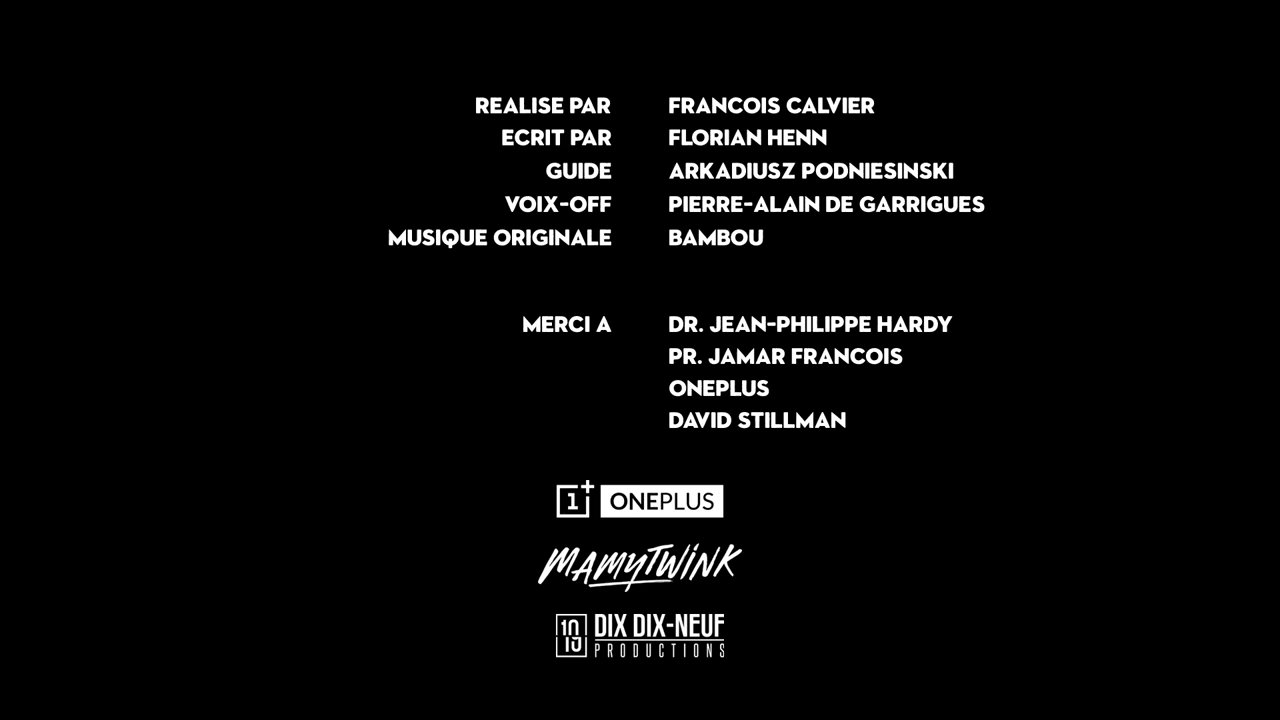 REALISE PAR FRANCOIS CALVIER
ECRIT PAR FLORIAN HENN
GUIDE ARKADIUSZ PODNIESINSKI
VOIX-OFF PIERRE-ALAIN DE GARRIGUES
MUSIQUE ORIGINALE BAMBOU
MERCI A DR. JEAN-PHILIPPE HARDY
PR. JAMAR FRANCOIS
ONEPLUS
DAVID STILLMAN
1+ ONEPLUS
MAMYTWINK
10 19 DIX DIX-NEUF
PRODUCTIONS